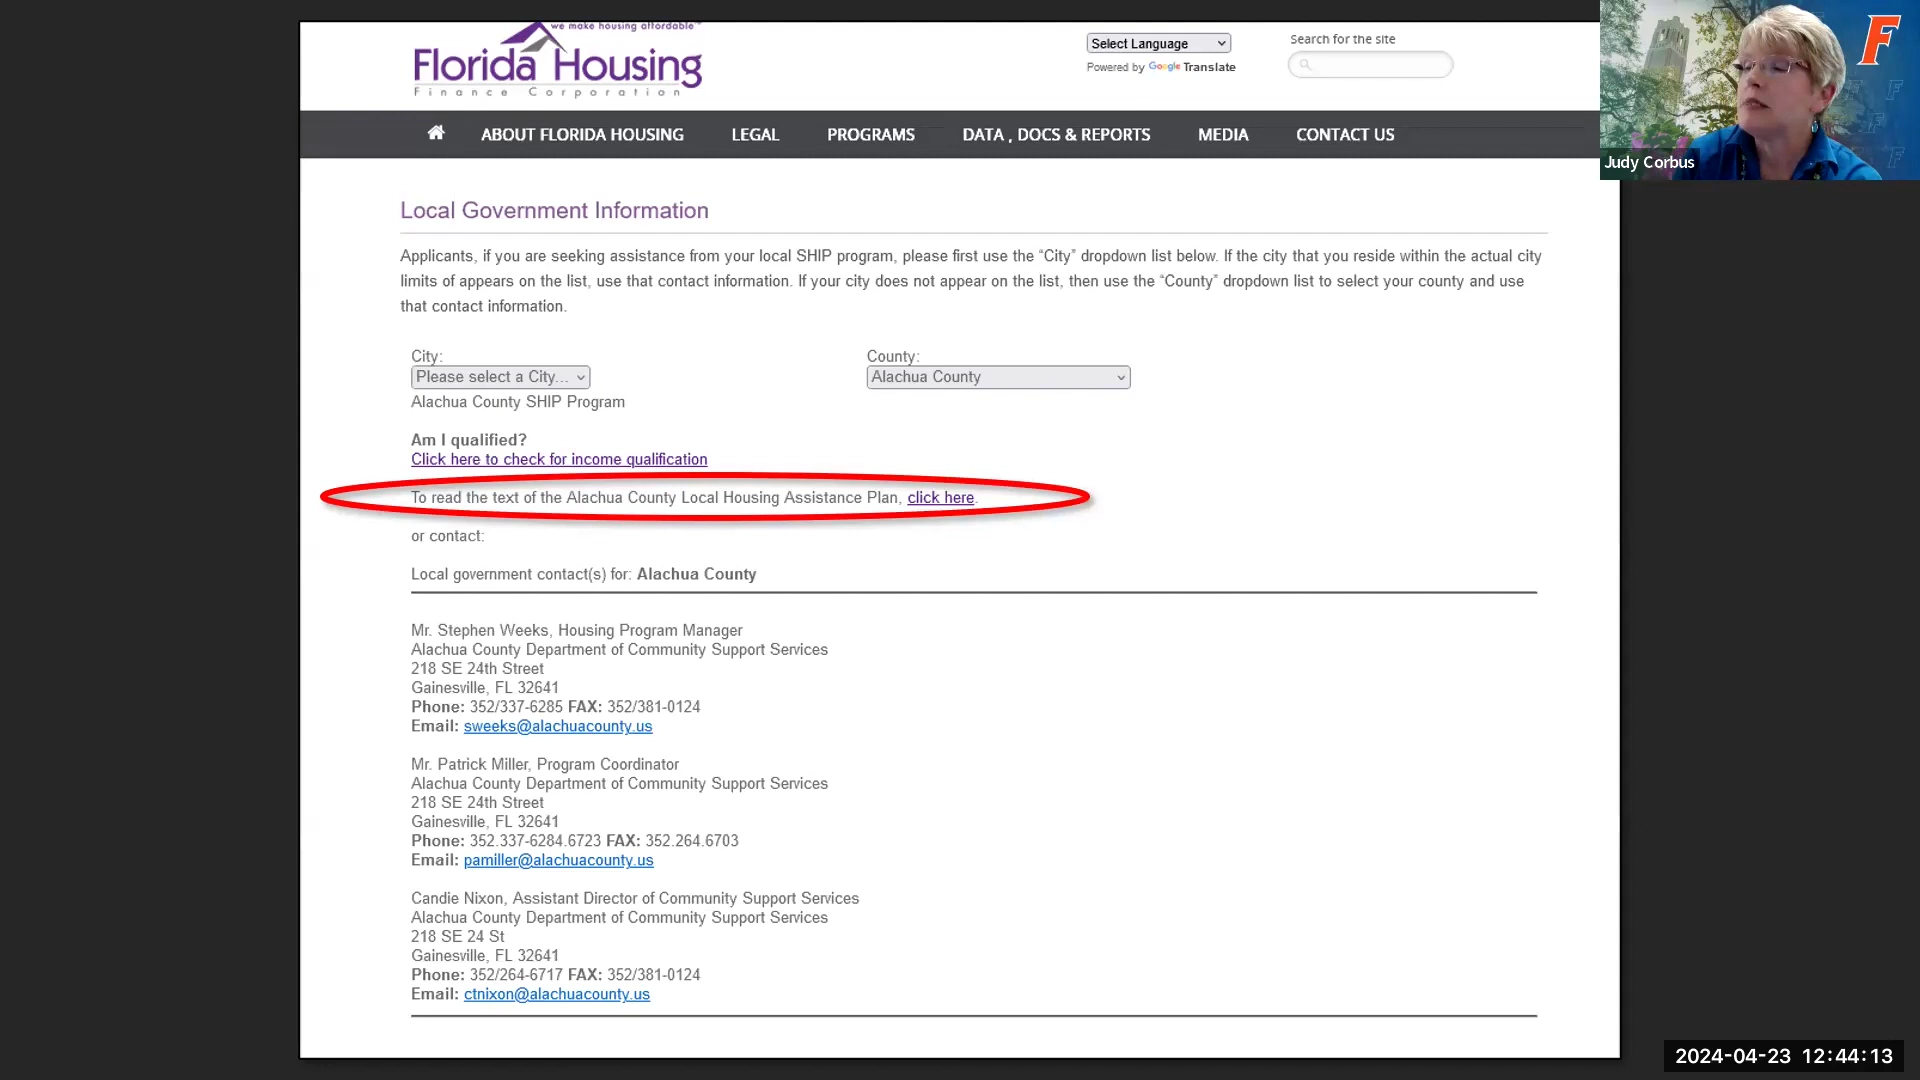 we make housing affordable™
Florida Housing
Finance Corporation
Select Language
Powered by Google Translate
Search for the site
F
Judy Corbus
ABOUT FLORIDA HOUSING LEGAL PROGRAMS DATA , DOCS & REPORTS MEDIA CONTACT US
Local Government Information
Applicants, if you are seeking assistance from your local SHIP program, please first use the “City” dropdown list below. If the city that you reside within the actual city
limits of appears on the list, use that contact information. If your city does not appear on the list, then use the “County” dropdown list to select your county and use
that contact information.
City:
Please select a City...
County:
Alachua County
Alachua County SHIP Program
Am I qualified?
Click here to check for income qualification
To read the text of the Alachua County Local Housing Assistance Plan, click here.
or contact:
Local government contact(s) for: Alachua County
Mr. Stephen Weeks, Housing Program Manager
Alachua County Department of Community Support Services
218 SE 24th Street
Gainesville, FL 32641
Phone: 352/337-6285 FAX: 352/381-0124
Email: sweeks@alachuacounty.us
Mr. Patrick Miller, Program Coordinator
Alachua County Department of Community Support Services
218 SE 24th Street
Gainesville, FL 32641
Phone: 352.337-6284.6723 FAX: 352.264.6703
Email: pamiller@alachuacounty.us
Candie Nixon, Assistant Director of Community Support Services
Alachua County Department of Community Support Services
218 SE 24 St
Gainesville, FL 32641
Phone: 352/264-6717 FAX: 352/381-0124
Email: ctnixon@alachuacounty.us
2024-04-23 12:44:13